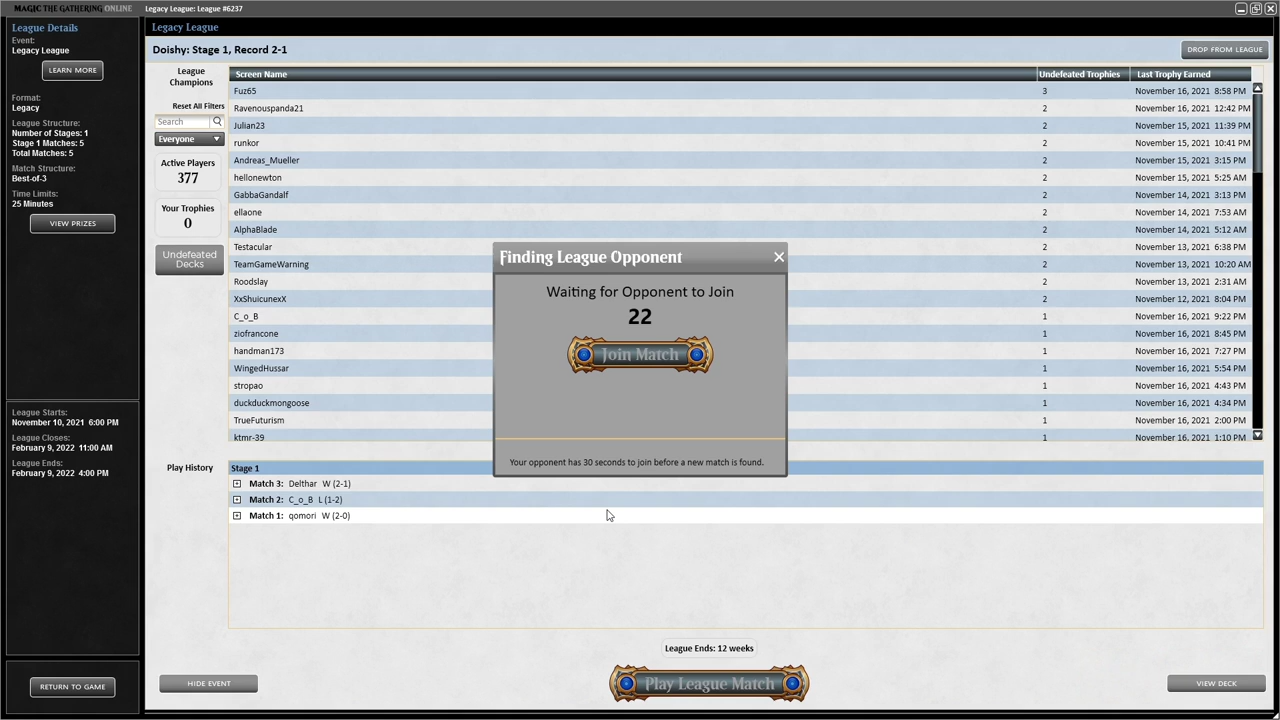 MAGIC THE GATHERING ONLINE
Legacy League: League #6237
League Details
Event:
Legacy League
LEARN MORE
Format:
Legacy
League Structure:
Number of Stages: 1
Stage 1 Matches: 5
Total Matches: 5
Match Structure:
Best-of-3
Time Limits:
25 Minutes
VIEW PRIZES
League Starts:
November 10, 2021 6:00 PM
League Closes:
February 9, 2022 11:00 AM
League Ends:
February 9, 2022 4:00 PM
RETURN TO GAME
Legacy League
Doishy: Stage 1, Record 2-1
DROP FROM LEAGUE
League
Champions
Reset All Filters
Search
Everyone
Active Players
377
Your Trophies
0
Undefeated
Decks
Screen Name Undefeated Trophies Last Trophy Earned
Fuz65 3 November 16, 2021 8:58 PM
Ravenouspanda21 2 November 16, 2021 12:42 PM
Julian23 2 November 15, 2021 11:39 PM
runkor 2 November 15, 2021 10:41 PM
Andreas_Mueller 2 November 15, 2021 3:15 PM
hellonewton 2 November 15, 2021 5:25 AM
GabbaGandalf 2 November 14, 2021 3:13 PM
ellaone 2 November 14, 2021 7:53 AM
AlphaBlade 2 November 14, 2021 5:12 AM
Testacular 2 November 13, 2021 6:38 PM
TeamGameWarning 2 November 13, 2021 10:20 AM
Roodslay 2 November 13, 2021 2:31 AM
XxShuicunexX 2 November 12, 2021 8:04 PM
C_o_B 1 November 16, 2021 9:22 PM
ziofrancone 1 November 16, 2021 8:45 PM
handman173 1 November 16, 2021 7:27 PM
WingedHussar 1 November 16, 2021 5:54 PM
stropao 1 November 16, 2021 4:43 PM
duckduckmongoose 1 November 16, 2021 4:34 PM
TrueFuturism 1 November 16, 2021 2:00 PM
ktmr-39 1 November 16, 2021 1:10 PM
Finding League Opponent
Waiting for Opponent to Join
22
Join Match
Your opponent has 30 seconds to join before a new match is found.
Play History
Stage 1
Match 3: Delthar W (2-1)
Match 2: C_o_B L (1-2)
Match 1: qomori W (2-0)
League Ends: 12 weeks
HIDE EVENT
Play League Match
VIEW DECK